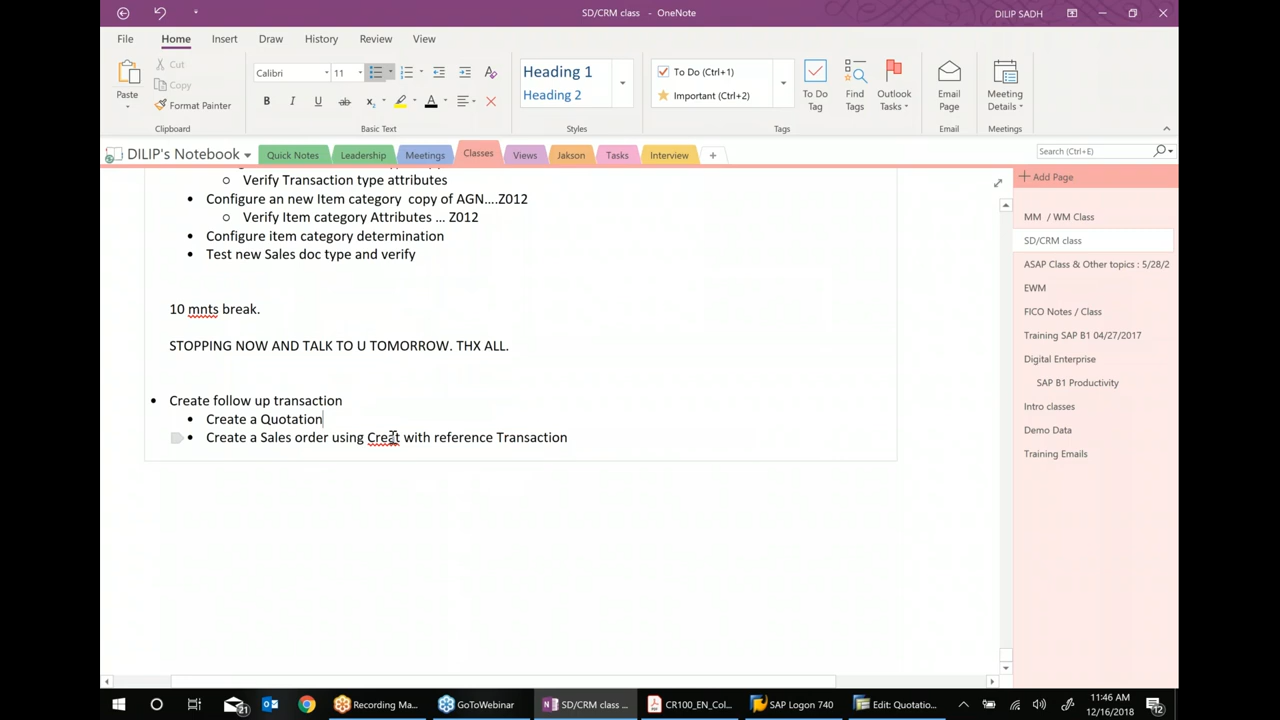 SD/CRM class - OneNote
DILIP SADH
File Home Insert Draw History Review View
Paste
Cut
Copy
Format Painter
Clipboard
Calibri 11
B I U ab x₂ A
Basic Text
Heading 1
Heading 2
Styles
To Do (Ctrl+1)
Important (Ctrl+2)
Tags
To Do Tag
Find Tags
Outlook Tasks
Email Page
Email
Meeting Details
Meetings
DILIP's Notebook Quick Notes Leadership Meetings Classes Views Jakson Tasks Interview +
Search (Ctrl+E)
Verify Transaction type attributes
Configure an new Item category copy of AGN....Z012
Verify Item category Attributes ... Z012
Configure item category determination
Test new Sales doc type and verify
10 mnts break.
STOPPING NOW AND TALK TO U TOMORROW. THX ALL.
Create follow up transaction
Create a Quotation
Create a Sales order using Creat with reference Transaction
Add Page
MM / WM Class
SD/CRM class
ASAP Class & Other topics : 5/28/2
EWM
FICO Notes / Class
Training SAP B1 04/27/2017
Digital Enterprise
SAP B1 Productivity
Intro classes
Demo Data
Training Emails
21
Recording Ma...
GoToWebinar
SD/CRM class ...
CR100_EN_Col...
SAP Logon 740
Edit: Quotatio...
11:46 AM
12/16/2018
12